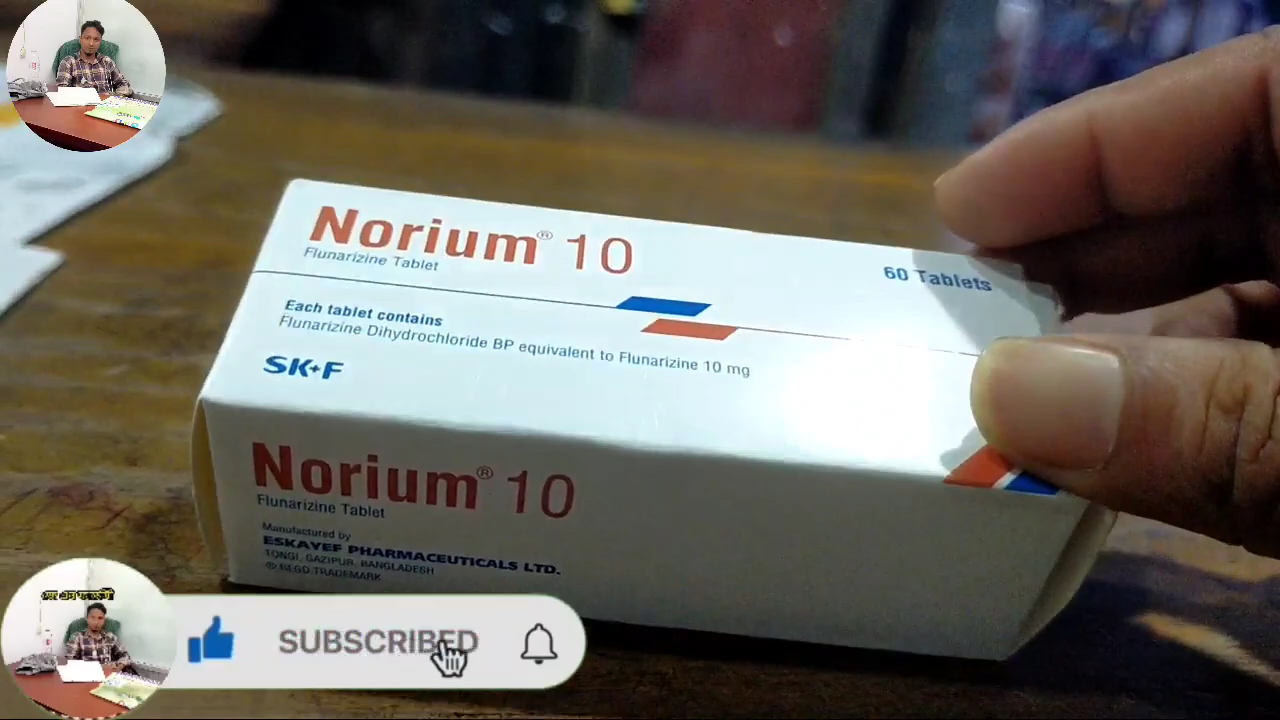 Norium® 10
Flunarizine Tablet
60 Tablets
Each tablet contains
Flunarizine Dihydrochloride BP equivalent to Flunarizine 10 mg
SK+F
Norium® 10
Flunarizine Tablet
Manufactured by
ESKAYEF PHARMACEUTICALS LTD.
TONGI, GAZIPUR, BANGLADESH
® REGD.TRADEMARK
SUBSCRIBED